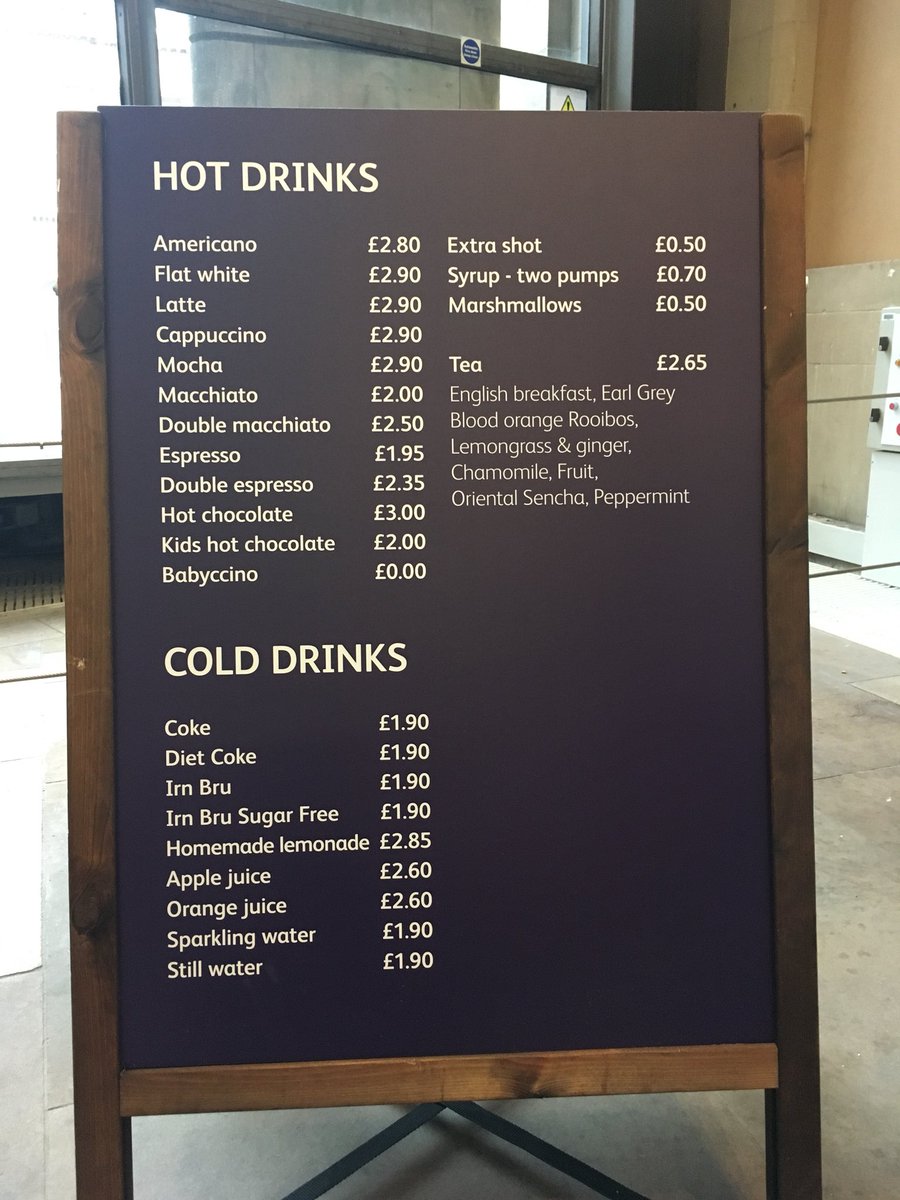 HOT DRINKS
Americano £2.80
Flat white £2.90
Latte £2.90
Cappuccino £2.90
Mocha £2.90
Macchiato £2.00
Double macchiato £2.50
Espresso £1.95
Double espresso £2.35
Hot chocolate £3.00
Kids hot chocolate £2.00
Babyccino £0.00
Extra shot £0.50
Syrup - two pumps £0.70
Marshmallows £0.50
Tea £2.65
English breakfast, Earl Grey
Blood orange Rooibos,
Lemongrass & ginger,
Chamomile, Fruit,
Oriental Sencha, Peppermint
COLD DRINKS
Coke £1.90
Diet Coke £1.90
Irn Bru £1.90
Irn Bru Sugar Free £1.90
Homemade lemonade £2.85
Apple juice £2.60
Orange juice £2.60
Sparkling water £1.90
Still water £1.90